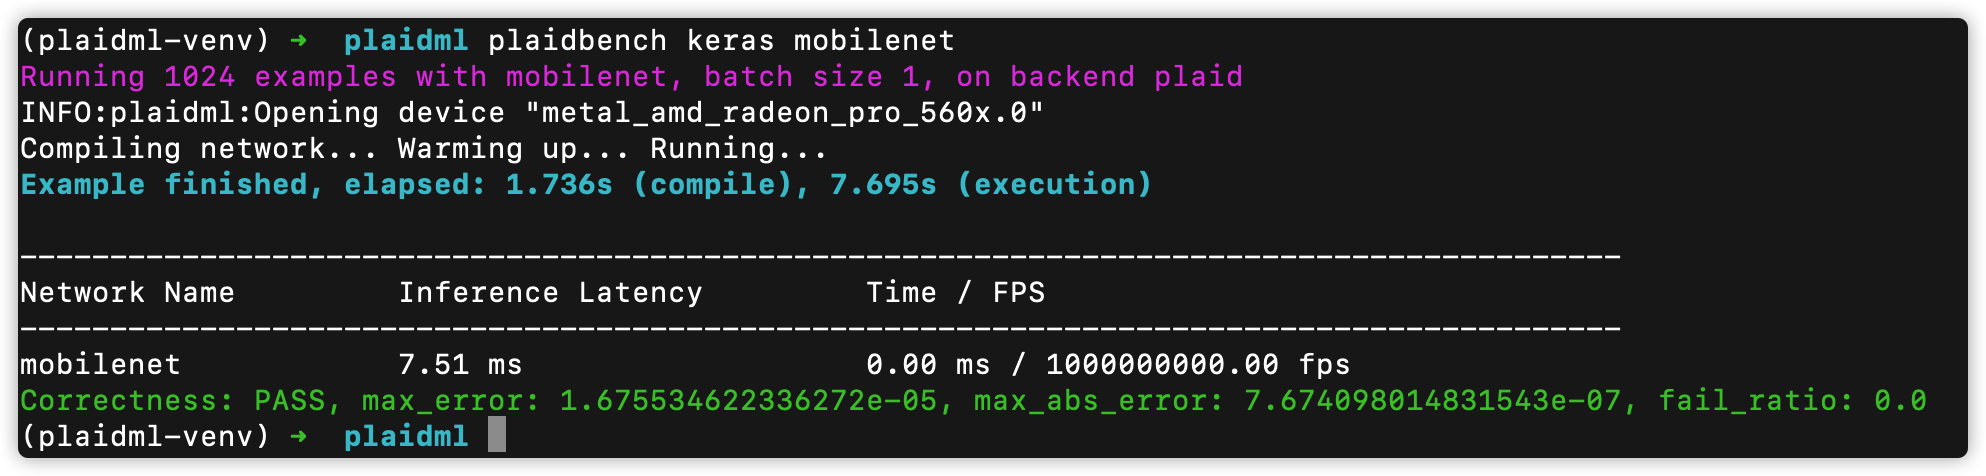 (plaidml-venv) ➜  plaidml plaidbench keras mobilenet
Running 1024 examples with mobilenet, batch size 1, on backend plaid
INFO:plaidml:Opening device "metal_amd_radeon_pro_560x.0"
Compiling network... Warming up... Running...
Example finished, elapsed: 1.736s (compile), 7.695s (execution)
-----------------------------------------------------------------------------------------
Network Name         Inference Latency         Time / FPS
-----------------------------------------------------------------------------------------
mobilenet            7.51 ms                   0.00 ms / 1000000000.00 fps
Correctness: PASS, max_error: 1.675534622336272e-05, max_abs_error: 7.674098014831543e-07, fail_ratio: 0.0
(plaidml-venv) ➜  plaidml